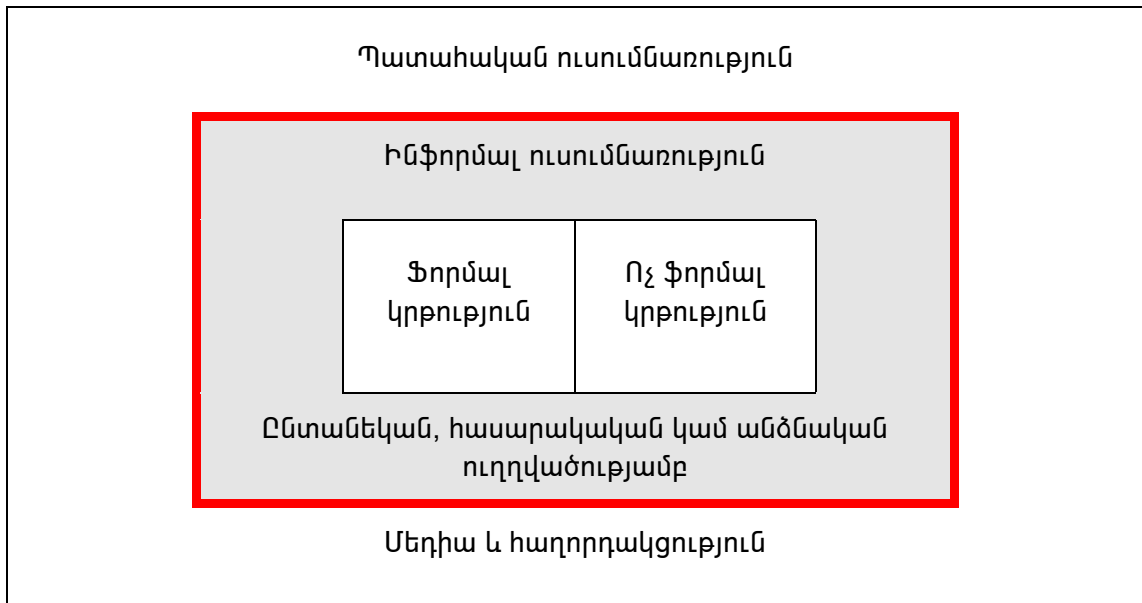 Պատահական ուսումնառություն
Ինֆորմալ ուսումնառություն
Ֆորմալ
կրթություն
Ոչ ֆորմալ
կրթություն
Ընտանեկան, հասարակական կամ անձնական
ուղղվածությամբ
Մեդիա և հաղորդակցություն